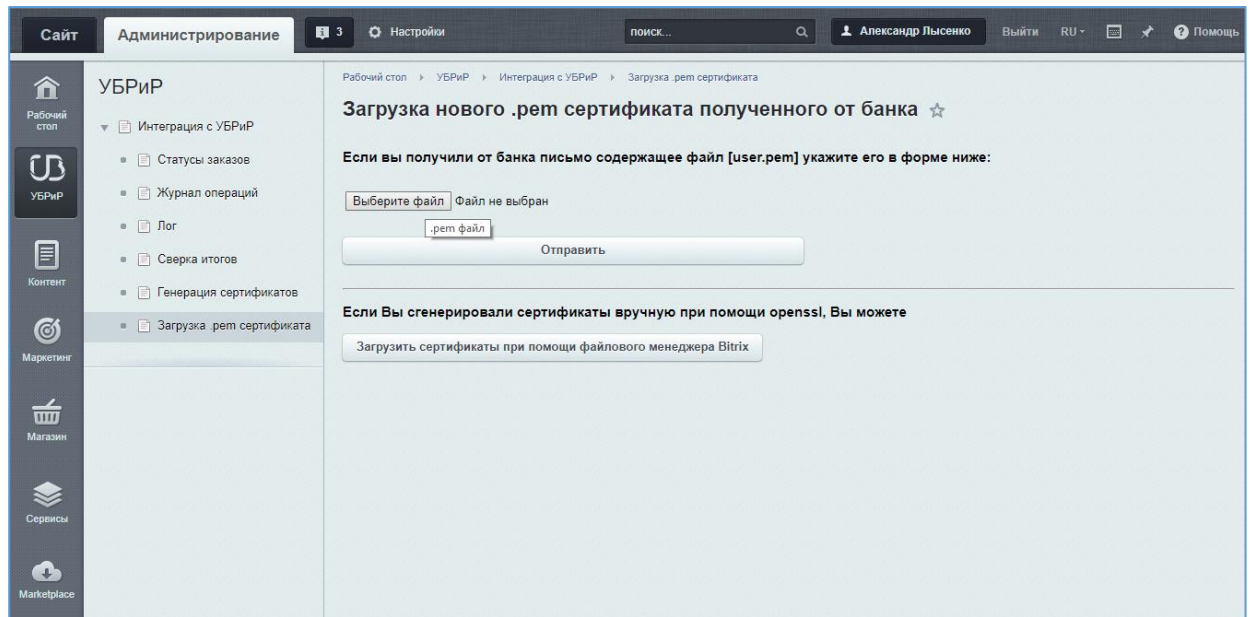 Сайт
Администрирование
3
Настройки
поиск...
Александр Лысенко
Выйти
RU
? Помощь
Рабочий стол
УБРиР
Контент
Маркетинг
Магазин
Сервисы
Marketplace
УБРиР
Интеграция с УБРиР
Статусы заказов
Журнал операций
Лог
Сверка итогов
Генерация сертификатов
Загрузка .pem сертификата
Рабочий стол УБРиР Интеграция с УБРиР Загрузка .pem сертификата
Загрузка нового .pem сертификата полученного от банка
Если вы получили от банка письмо содержащее файл [user.pem] укажите его в форме ниже:
Выберите файл Файл не выбран
.pem файл
Отправить
Если Вы сгенерировали сертификаты вручную при помощи openssl, Вы можете
Загрузить сертификаты при помощи файлового менеджера Bitrix